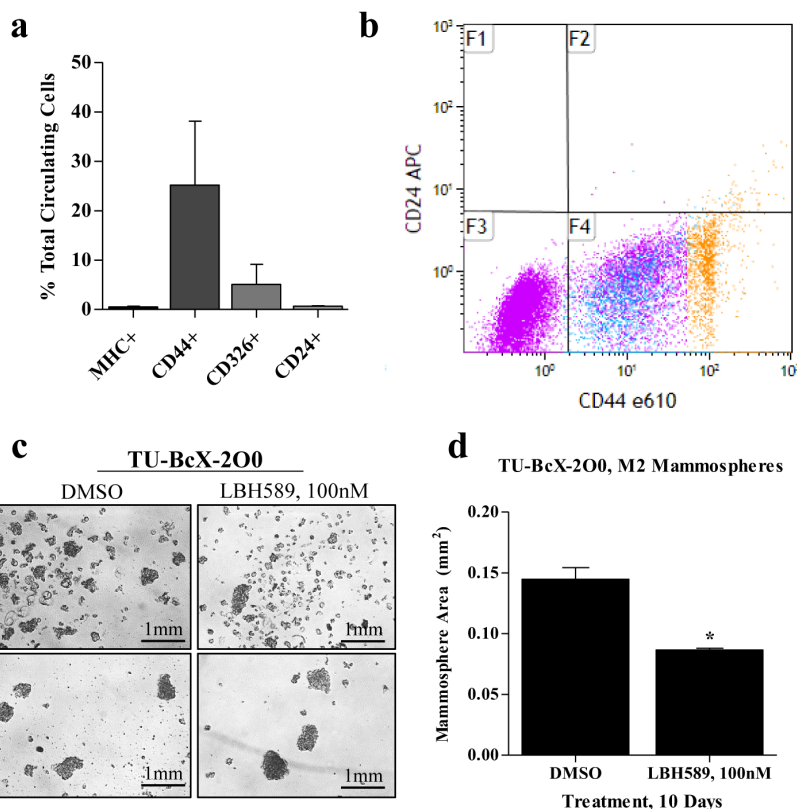 a
% Total Circulating Cells
50
40
30
20
10
0
MHC+
CD44+
CD326+
CD24+
b
CD24 APC
10³
10²
10¹
10⁰
F1
F2
F3
F4
10⁰
10¹
10²
10³
CD44 e610
c
TU-BcX-2O0
DMSO
LBH589, 100nM
1mm
1mm
1mm
1mm
d
TU-BcX-2O0, M2 Mammospheres
Mammosphere Area (mm²)
0.20
0.15
0.10
0.05
0.00
*
DMSO
LBH589, 100nM
Treatment, 10 Days